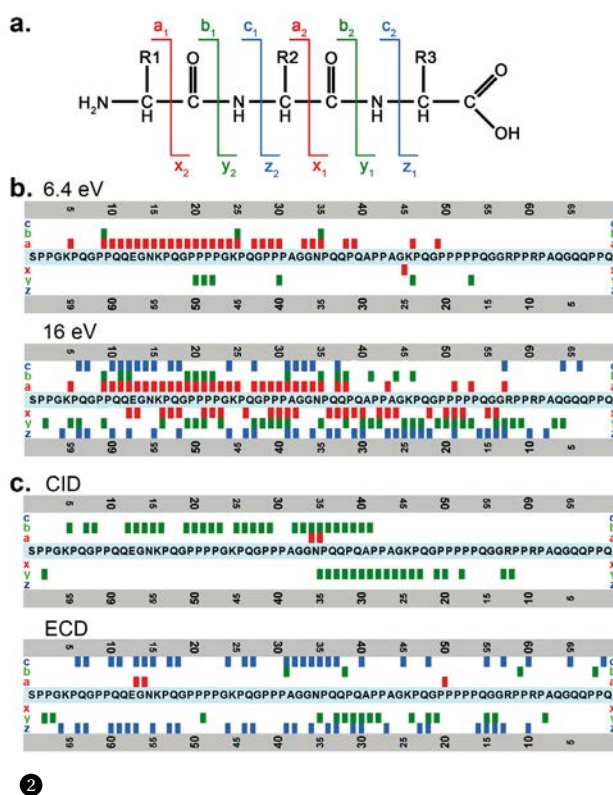 a.
a1 b1 c1 a2 b2 c2
R1 O R2 O R3 O
H2N C C N C C N C C
H H H H H OH
x2 y2 z2 x1 y1 z1
b. 6.4 eV
5 10 15 20 25 30 35 40 45 50 55 60 65
c c
b b
a a
SPPGKPQGPPQQEGNKPQGPPPPGKPQGPPPAGGNPQQPQAPPAGKPQGPPPPPQGGRPPRPAQGQQPPQ
x x
y y
z z
65 60 55 50 45 40 35 30 25 20 15 10 5
16 eV
5 10 15 20 25 30 35 40 45 50 55 60 65
c c
b b
a a
SPPGKPQGPPQQEGNKPQGPPPPGKPQGPPPAGGNPQQPQAPPAGKPQGPPPPPQGGRPPRPAQGQQPPQ
x x
y y
z z
65 60 55 50 45 40 35 30 25 20 15 10 5
c. CID
5 10 15 20 25 30 35 40 45 50 55 60 65
c c
b b
a a
SPPGKPQGPPQQEGNKPQGPPPPGKPQGPPPAGGNPQQPQAPPAGKPQGPPPPPQGGRPPRPAQGQQPPQ
x x
y y
z z
65 60 55 50 45 40 35 30 25 20 15 10 5
ECD
5 10 15 20 25 30 35 40 45 50 55 60 65
c c
b b
a a
SPPGKPQGPPQQEGNKPQGPPPPGKPQGPPPAGGNPQQPQAPPAGKPQGPPPPPQGGRPPRPAQGQQPPQ
x x
y y
z z
65 60 55 50 45 40 35 30 25 20 15 10 5
2